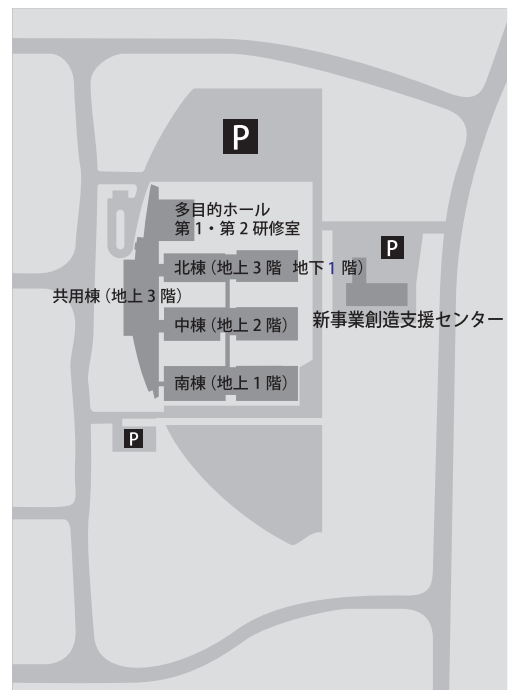 P
多目的ホール
第1・第2研修室
P
北棟（地上3階 地下1階）
共用棟（地上3階）
中棟（地上2階）
新事業創造支援センター
南棟（地上1階）
P